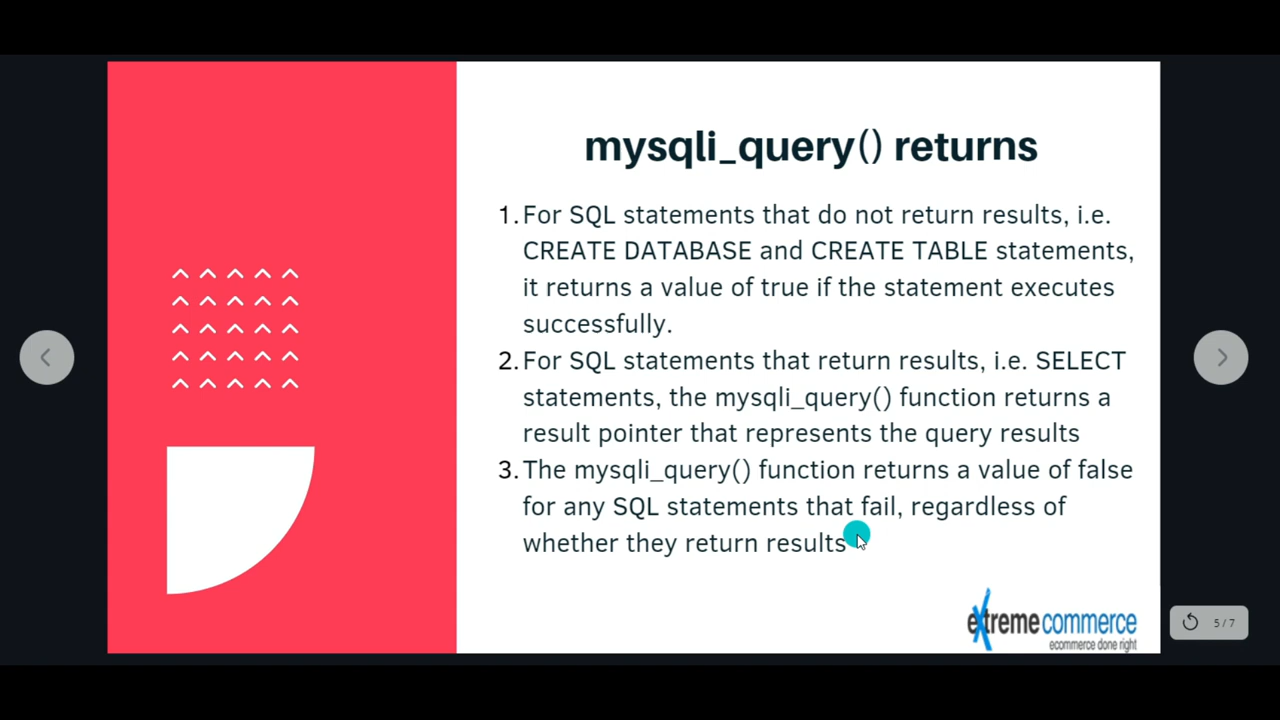 mysqli_query() returns
1. For SQL statements that do not return results, i.e.
CREATE DATABASE and CREATE TABLE statements,
it returns a value of true if the statement executes
successfully.
2. For SQL statements that return results, i.e. SELECT
statements, the mysqli_query() function returns a
result pointer that represents the query results
3. The mysqli_query() function returns a value of false
for any SQL statements that fail, regardless of
whether they return results
extreme commerce
ecommerce done right
5 / 7